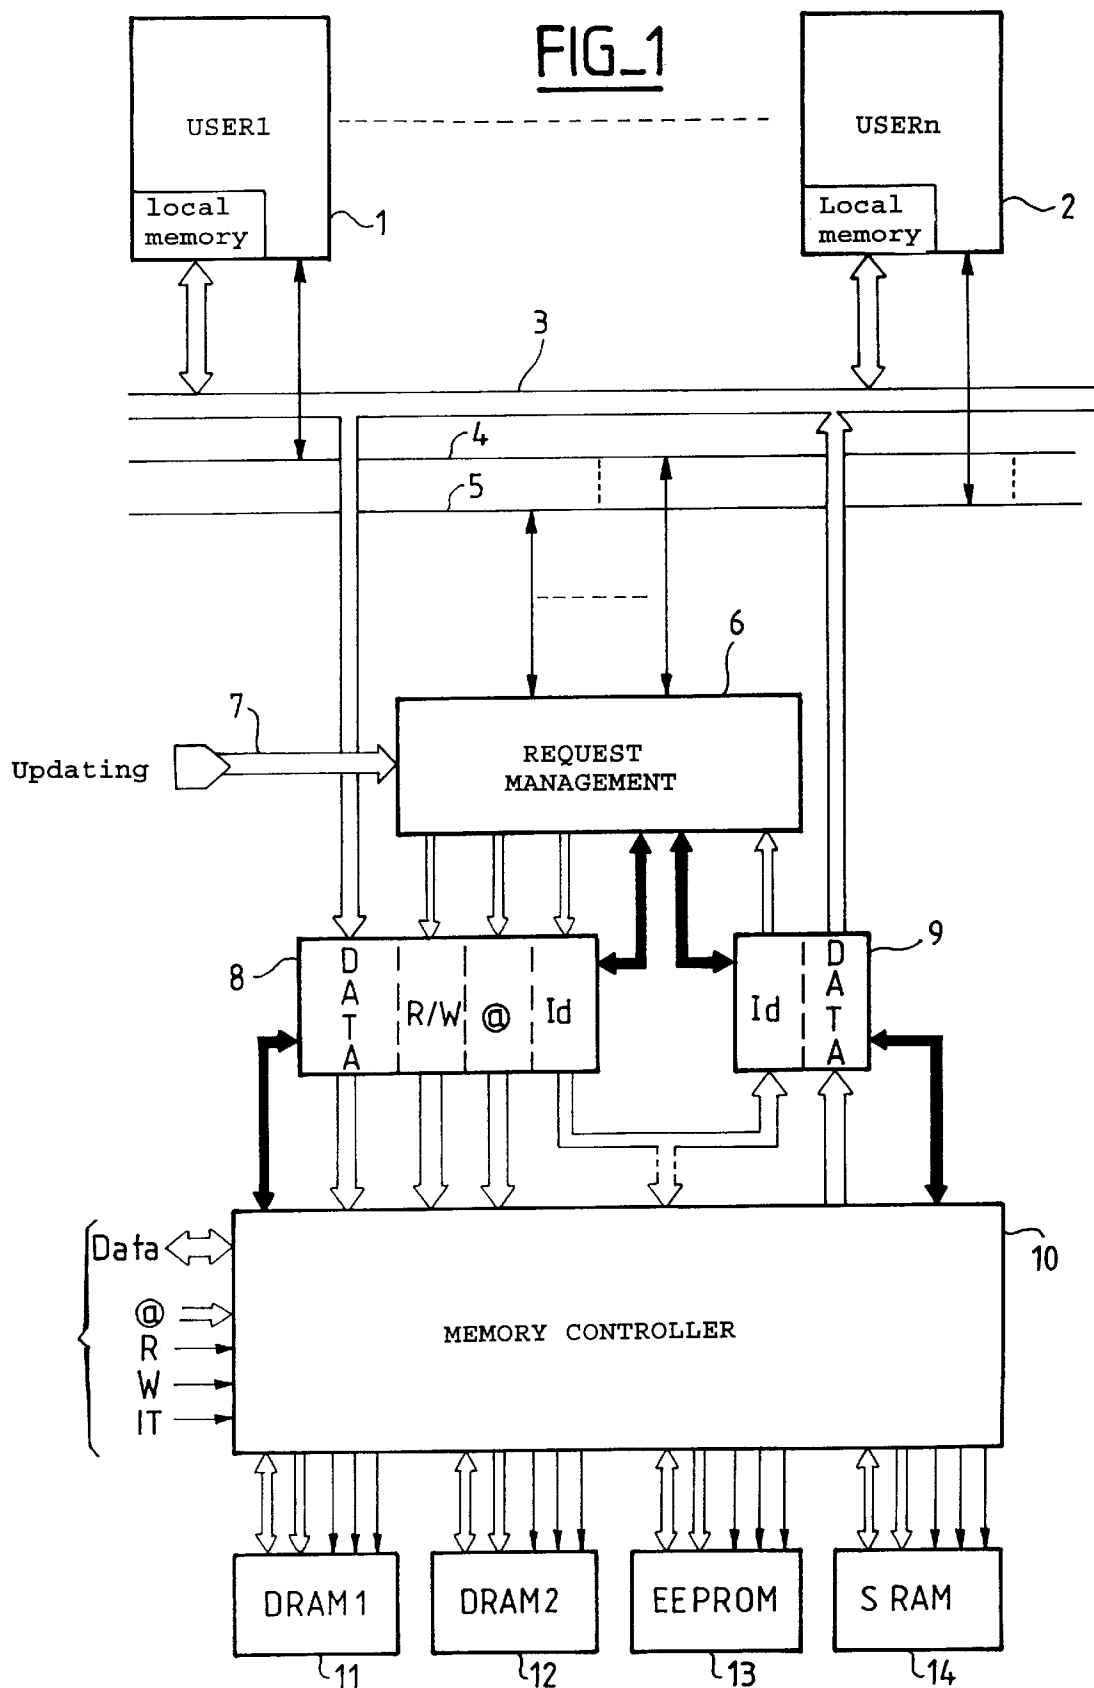 FIG_1
USER1
USERn
local
memory
1
Local
memory
2
3
4
5
6
7
Updating
REQUEST
MANAGEMENT
8
DATA
R/W
@
Id
Id
DATA
9
Data
@
R
W
IT
MEMORY CONTROLLER
10
DRAM1
DRAM2
EEPROM
SRAM
11
12
13
14